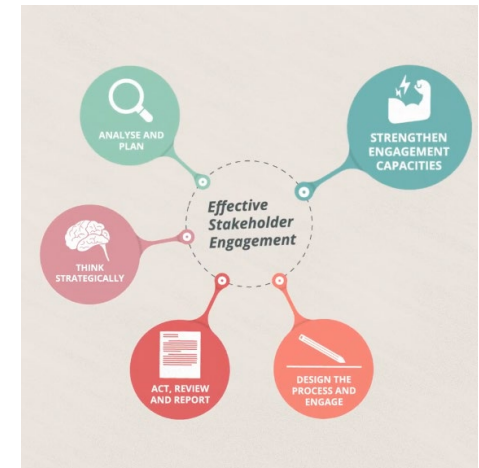 ANALYSE AND
PLAN
STRENGTHEN
ENGAGEMENT
CAPACITIES
Effective
Stakeholder
Engagement
THINK
STRATEGICALLY
ACT, REVIEW
AND REPORT
DESIGN THE
PROCESS AND
ENGAGE